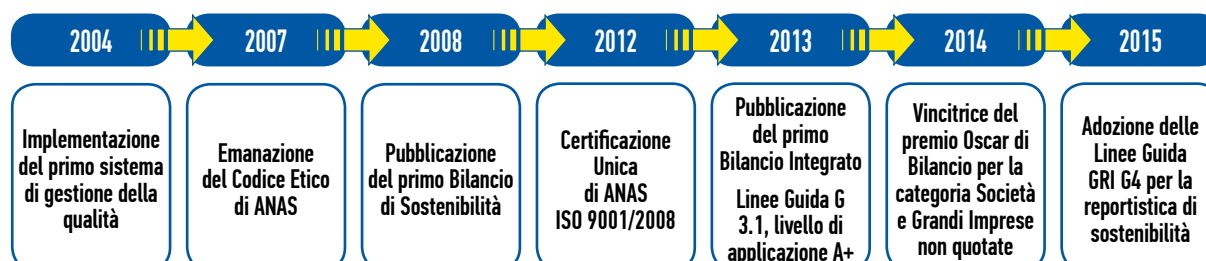 2004
2007
2008
2012
2013
2014
2015
Implementazione
del primo sistema
di gestione della
qualità
Emanazione
del Codice Etico
di ANAS
Pubblicazione
del primo Bilancio
di Sostenibilità
Certificazione
Unica
di ANAS
ISO 9001/2008
Pubblicazione
del primo
Bilancio Integrato
Linee Guida G
3.1, livello di
applicazione A+
Vincitrice del
premio Oscar di
Bilancio per la
categoria Società
e Grandi Imprese
non quotate
Adozione delle
Linee Guida
GRI G4 per la
reportistica di
sostenibilità